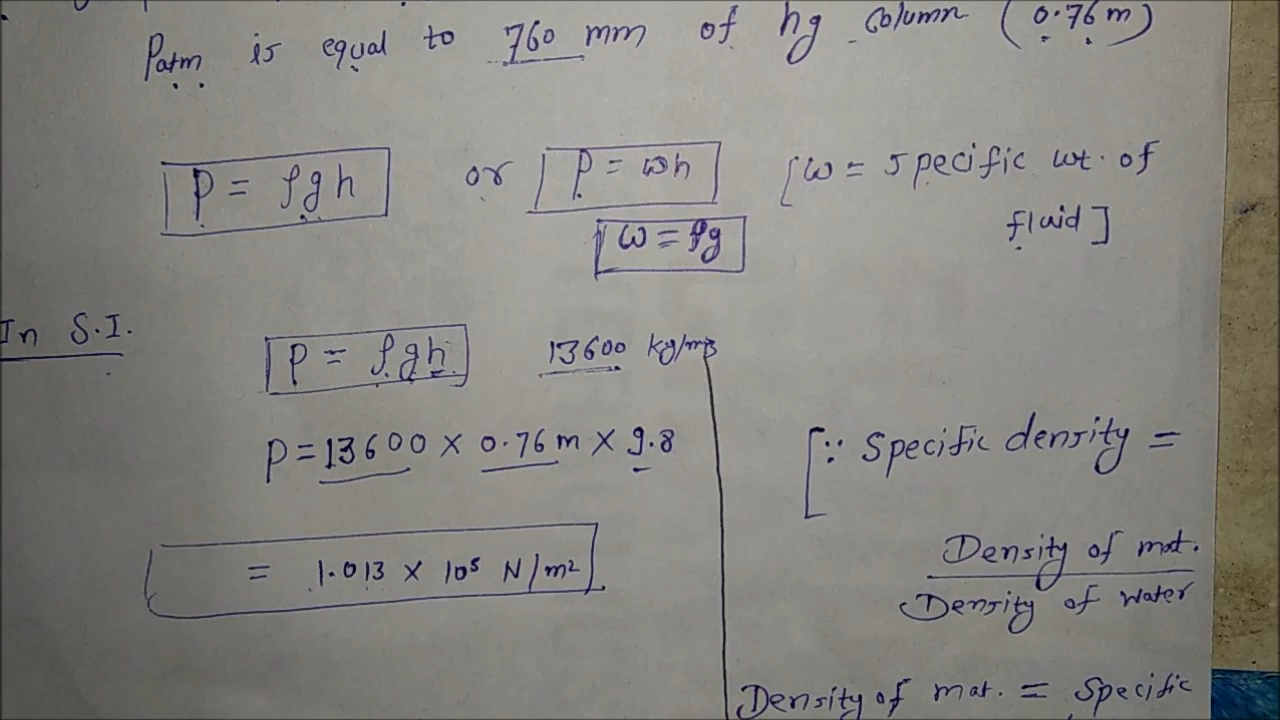 Patm is equal to 760 mm of hg column (0.76 m)
P = ρgh or P = wh [w = specific wt. of
fluid]
w = ρg
In S.I.
P = ρgh 13600 kg/m3
P = 13600 × 0.76 m × 9.8
= 1.013 × 10⁵ N/m²
[∵ Specific density =
Density of mat.
Density of water
Density of mat. = Specific